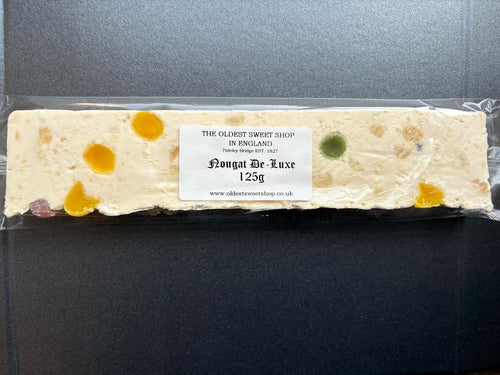 THE OLDEST SWEET SHOP
IN ENGLAND
Pateley Bridge EST. 1827
Nougat De-Luxe
125g
www.oldestsweetshop.co.uk